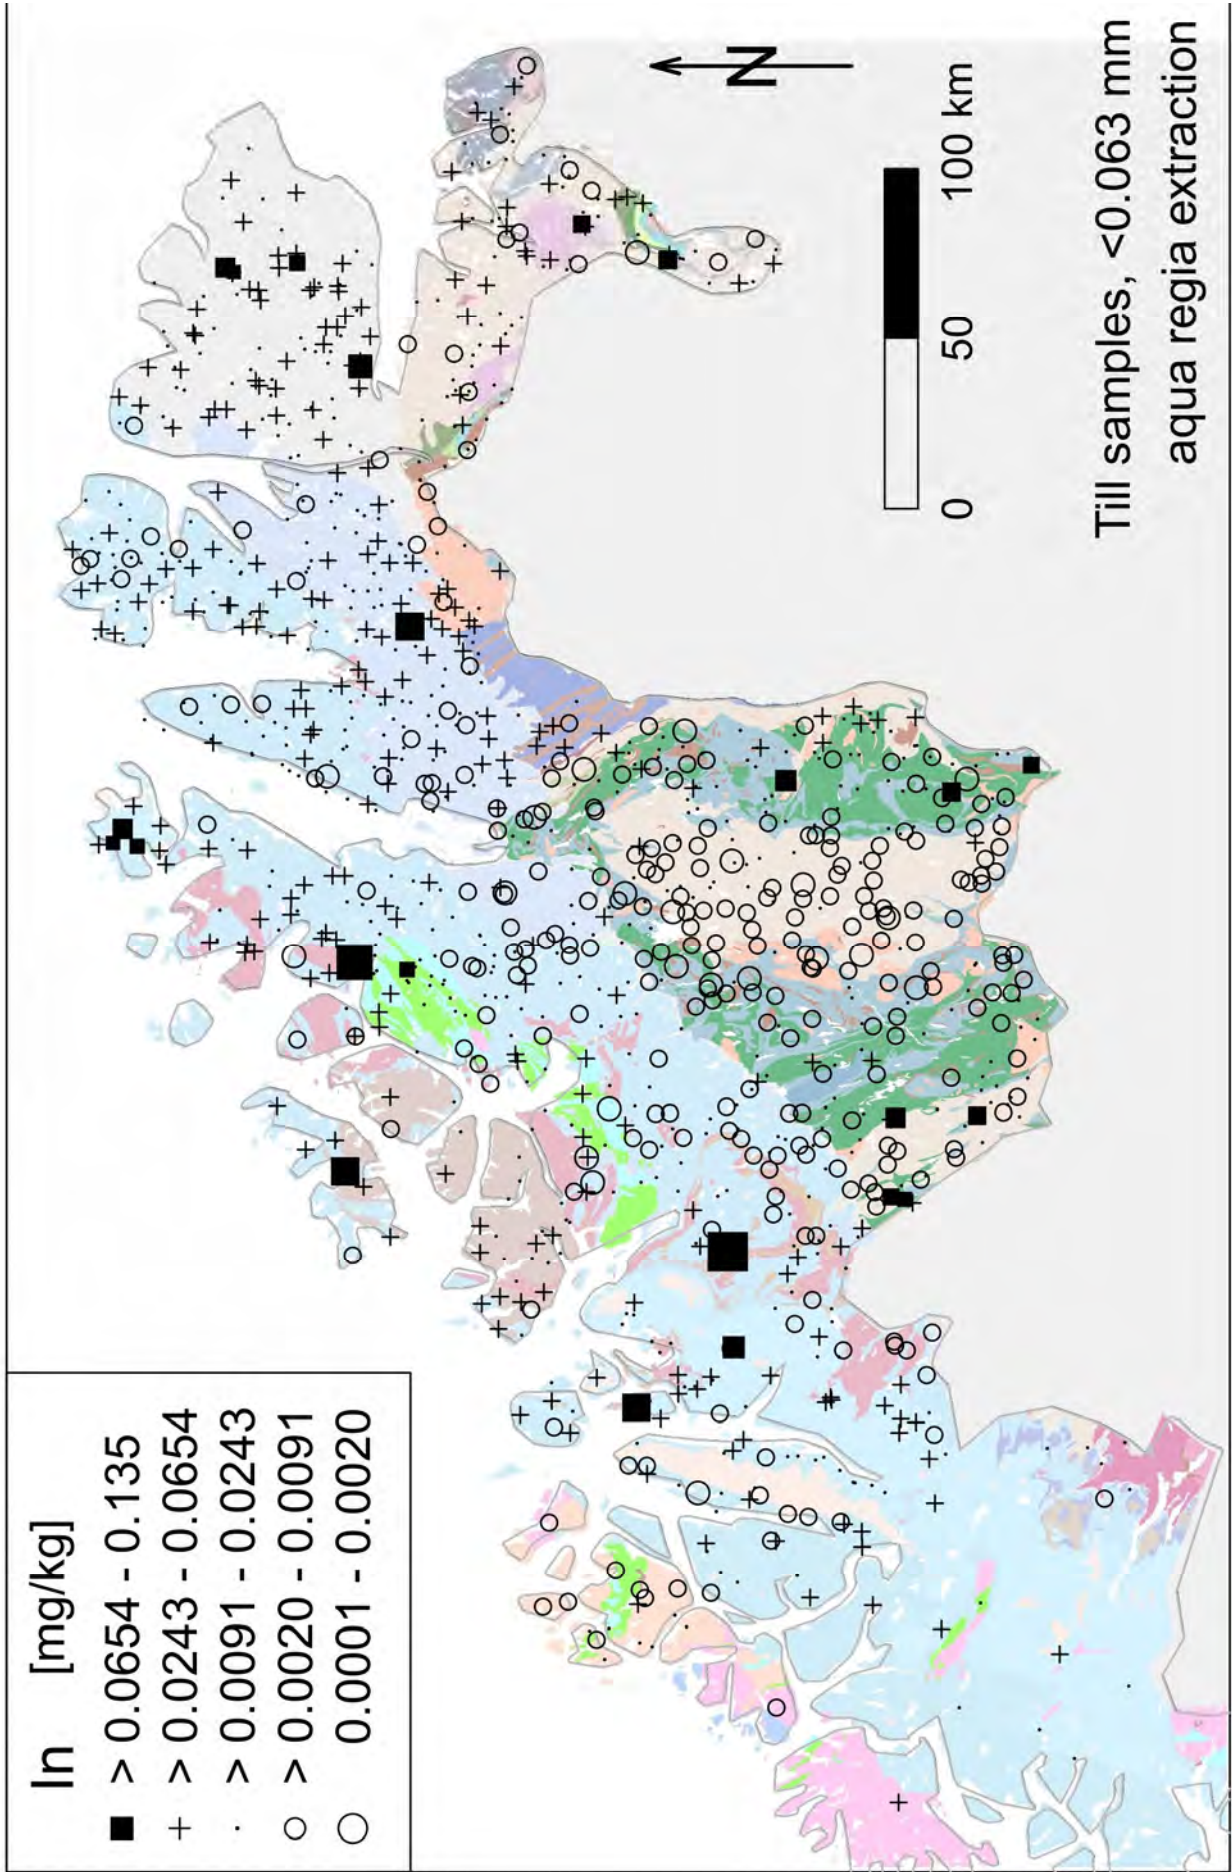 In [mg/kg]
> 0.0654 - 0.135
> 0.0243 - 0.0654
> 0.0091 - 0.0243
> 0.0020 - 0.0091
0.0001 - 0.0020
N
0 50 100 km
Till samples, <0.063 mm
aqua regia extraction